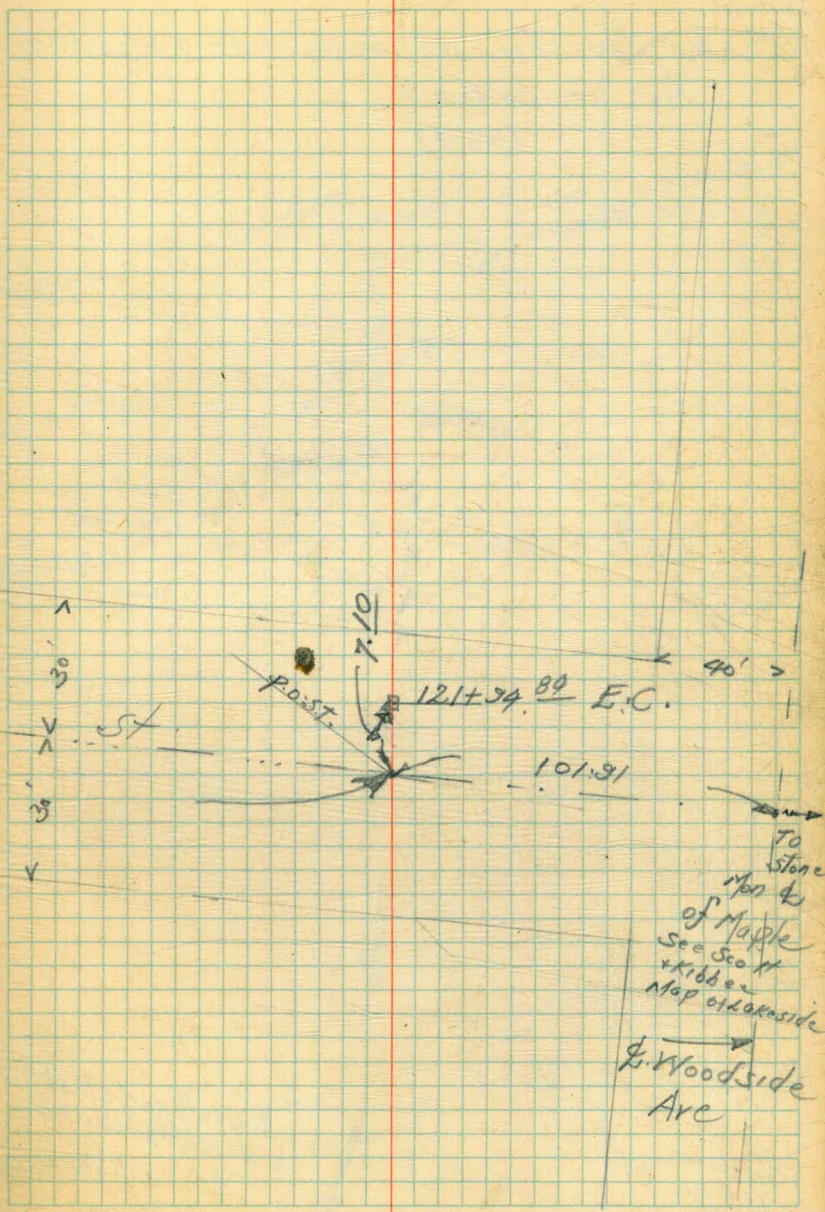 30'
7.10
40' >
P.O.S.T.
121+94.89 E.C.
St.
101.91
30'
To
Stone
Mon ℄
of Maple
See Scott
+ Kibbee
Map of Lakeside
℄ Woodside
Ave